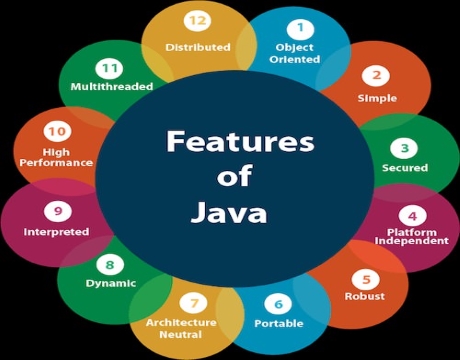 Features
of
Java
1
Object
Oriented
2
Simple
3
Secured
4
Platform
Independent
5
Robust
6
Portable
7
Architecture
Neutral
8
Dynamic
9
Interpreted
10
High
Performance
11
Multithreaded
12
Distributed